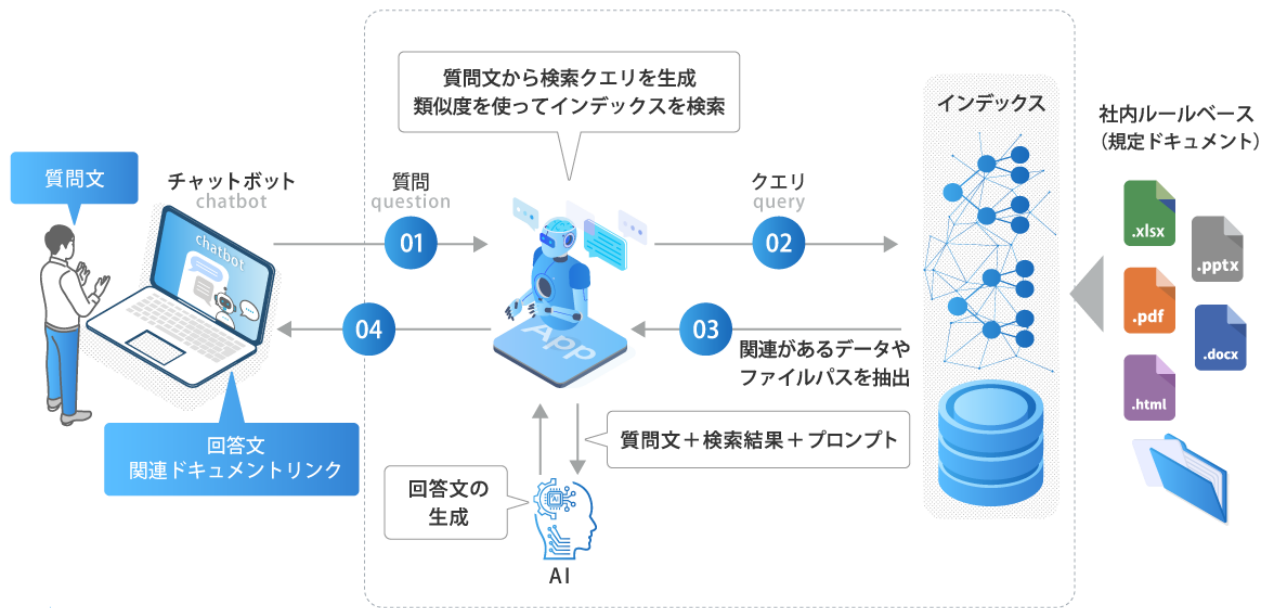 質問文から検索クエリを生成
類似度を使ってインデックスを検索
インデックス
社内ルールベース
（規定ドキュメント）
質問文
チャットボット
chatbot
質問
question
クエリ
query
chatbot
01
02
.xlsx
.pptx
04
03
App
.pdf
.docx
関連があるデータや
ファイルパスを抽出
.html
回答文
関連ドキュメントリンク
質問文＋検索結果＋プロンプト
回答文の
生成
AI
AI